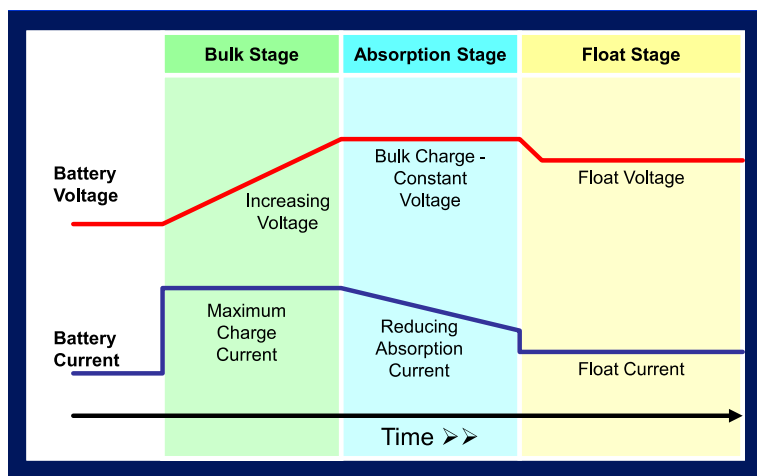 Bulk Stage
Absorption Stage
Float Stage
Battery
Voltage
Increasing
Voltage
Bulk Charge -
Constant
Voltage
Float Voltage
Battery
Current
Maximum
Charge
Current
Reducing
Absorption
Current
Float Current
Time ➢➢